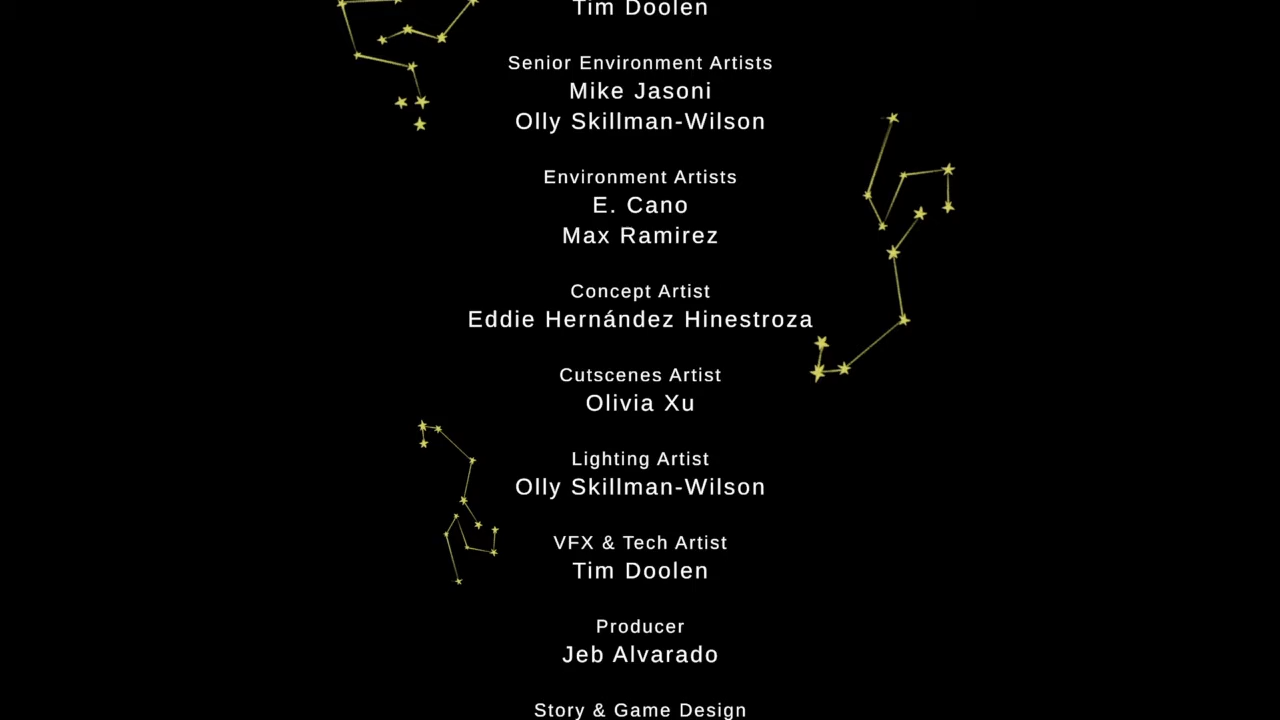 Tim Doolen
Senior Environment Artists
Mike Jasoni
Olly Skillman-Wilson
Environment Artists
E. Cano
Max Ramirez
Concept Artist
Eddie Hernández Hinestroza
Cutscenes Artist
Olivia Xu
Lighting Artist
Olly Skillman-Wilson
VFX & Tech Artist
Tim Doolen
Producer
Jeb Alvarado
Story & Game Design